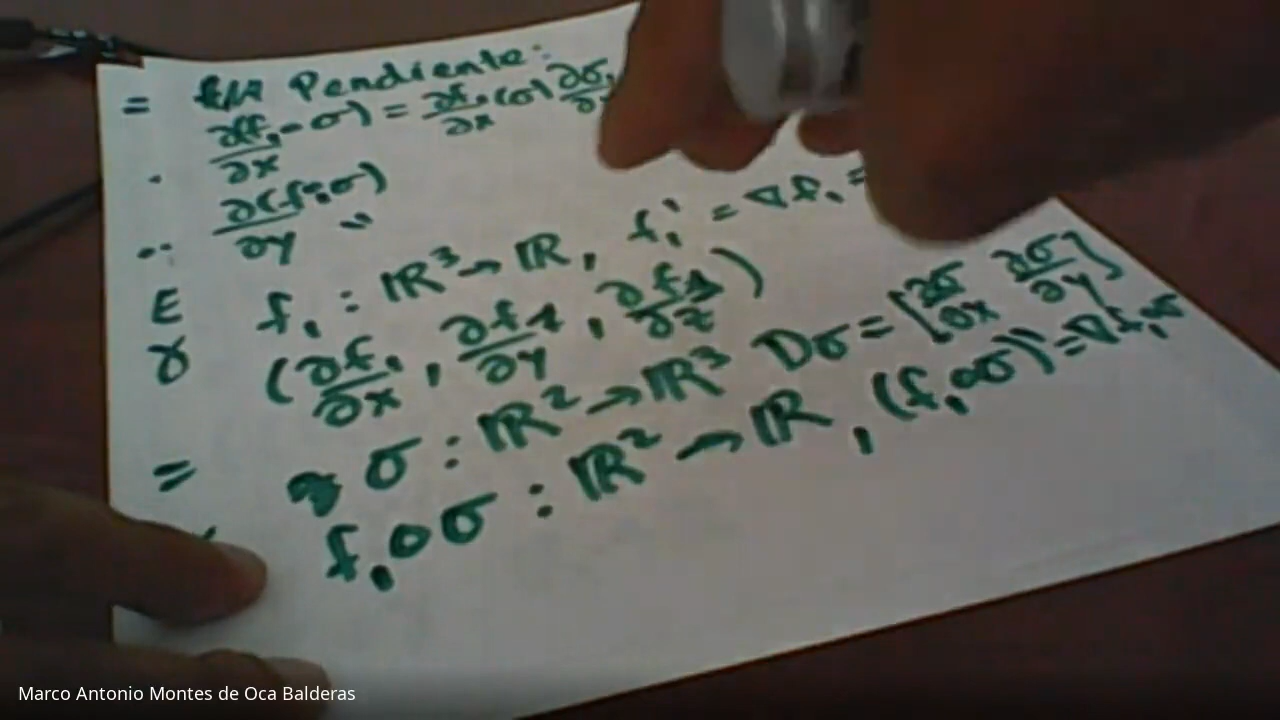 = Pendiente:
∂(f₁∘σ)/∂x = ∂f₁/∂x (σ) ∂σ₁
∂(f₁∘σ)/∂y "
E f₁ : ℝ³→ℝ, f₁' = ∇f₁ =
γ (∂f₁/∂x, ∂f₁/∂y, ∂f₁/∂z)
= σ : ℝ²→ℝ³ Dσ = [∂σ/∂x ∂σ/∂y]
f₁∘σ : ℝ²→ℝ, (f₁∘σ)' = ∇f₁∘σ
Marco Antonio Montes de Oca Balderas